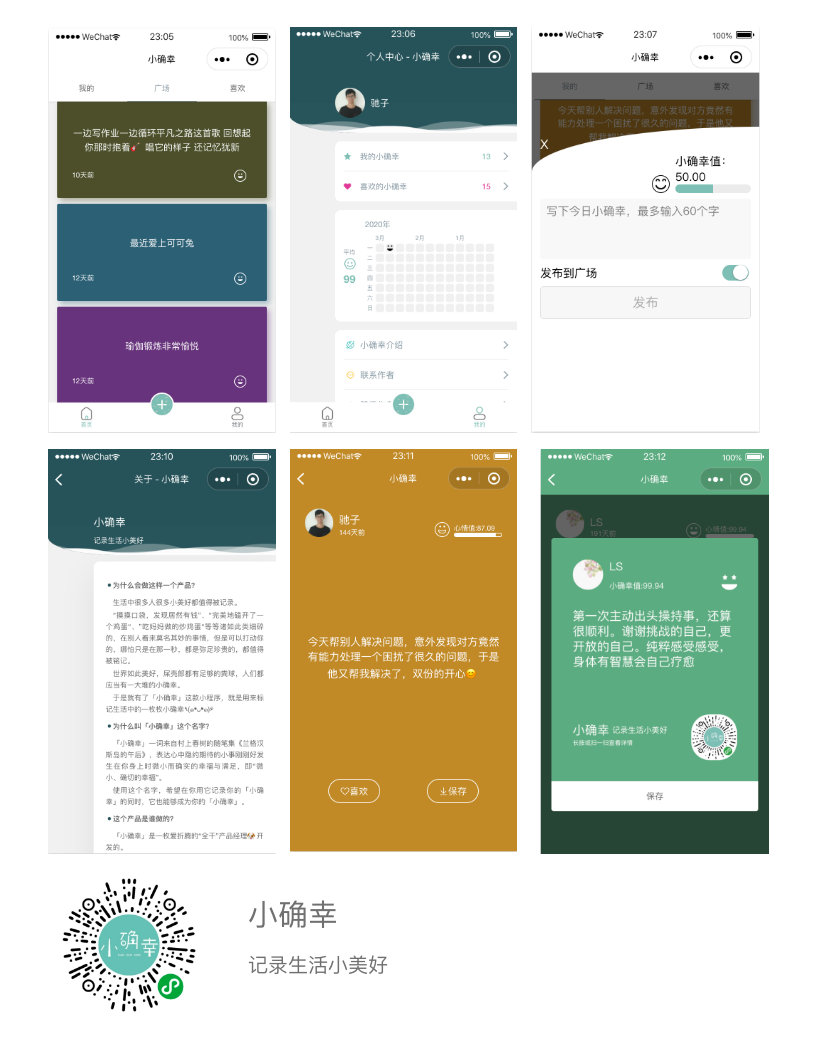 WeChat
23:05
100%
小确幸
我的
广场
喜欢
一边写作业一边循环平凡之路这首歌 回想起
你那时抱着🎸 唱它的样子 还记忆犹新
10天前
最近爱上可可兔
12天前
瑜伽锻炼非常愉悦
12天前
首页
我的
WeChat
23:06
100%
个人中心 - 小确幸
驰子
我的小确幸
13
喜欢的小确幸
15
2020年
3月
2月
1月
平均
99
一
二
三
四
五
六
日
小确幸介绍
联系作者
首页
我的
WeChat
23:07
100%
小确幸
我的
广场
喜欢
今天帮别人解决问题，意外发现对方竟然有
能力处理一个困扰了很久的问题，于是他又
X
小确幸值：
50.00
写下今日小确幸，最多输入60个字
发布到广场
发布
WeChat
23:10
100%
关于 - 小确幸
小确幸
记录生活小美好
为什么会做这样一个产品？
生活中很多人很多小美好都值得被记录。
“摸摸口袋，发现居然有钱”、“完美地磕开了一
个鸡蛋”、“吃妈妈做的炒鸡蛋”等等诸如此类细碎
的，在别人看来莫名其妙的事情，但是可以打动你
的，哪怕只是在那一秒，都是弥足珍贵的，都值得
被铭记。
世界如此美好，屎壳郎都有足够的粪球，人们都
应当有一大堆的小确幸。
于是就有了「小确幸」这款小程序，就是用来标
记生活中的一枚枚小确幸
为什么叫「小确幸」这个名字？
「小确幸」一词来自村上春树的随笔集《兰格汉
斯岛的午后》，表达心中隐约期待的小事刚刚好发
生在你身上时微小而确实的幸福与满足，即“微
小、确切的幸福”。
使用这个名字，希望在你用它记录你的「小确
幸」的同时，它也能够成为你的「小确幸」。
这个产品是谁做的？
「小确幸」是一枚爱折腾的“全干”产品经理🐶开
发的。
WeChat
23:11
100%
小确幸
驰子
144天前
心情值:87.09
今天帮别人解决问题，意外发现对方竟然
有能力处理一个困扰了很久的问题，于是
他又帮我解决了，双份的开心😊
喜欢
保存
WeChat
23:12
100%
小确幸
LS
191天前
心情值:99.94
LS
小确幸值:99.94
第一次主动出头操持事，还算
很顺利。谢谢挑战的自己，更
开放的自己。纯粹感受感受，
身体有智慧会自己疗愈
小确幸 记录生活小美好
长按或扫一扫查看详情
保存
小确幸
小确幸
记录生活小美好